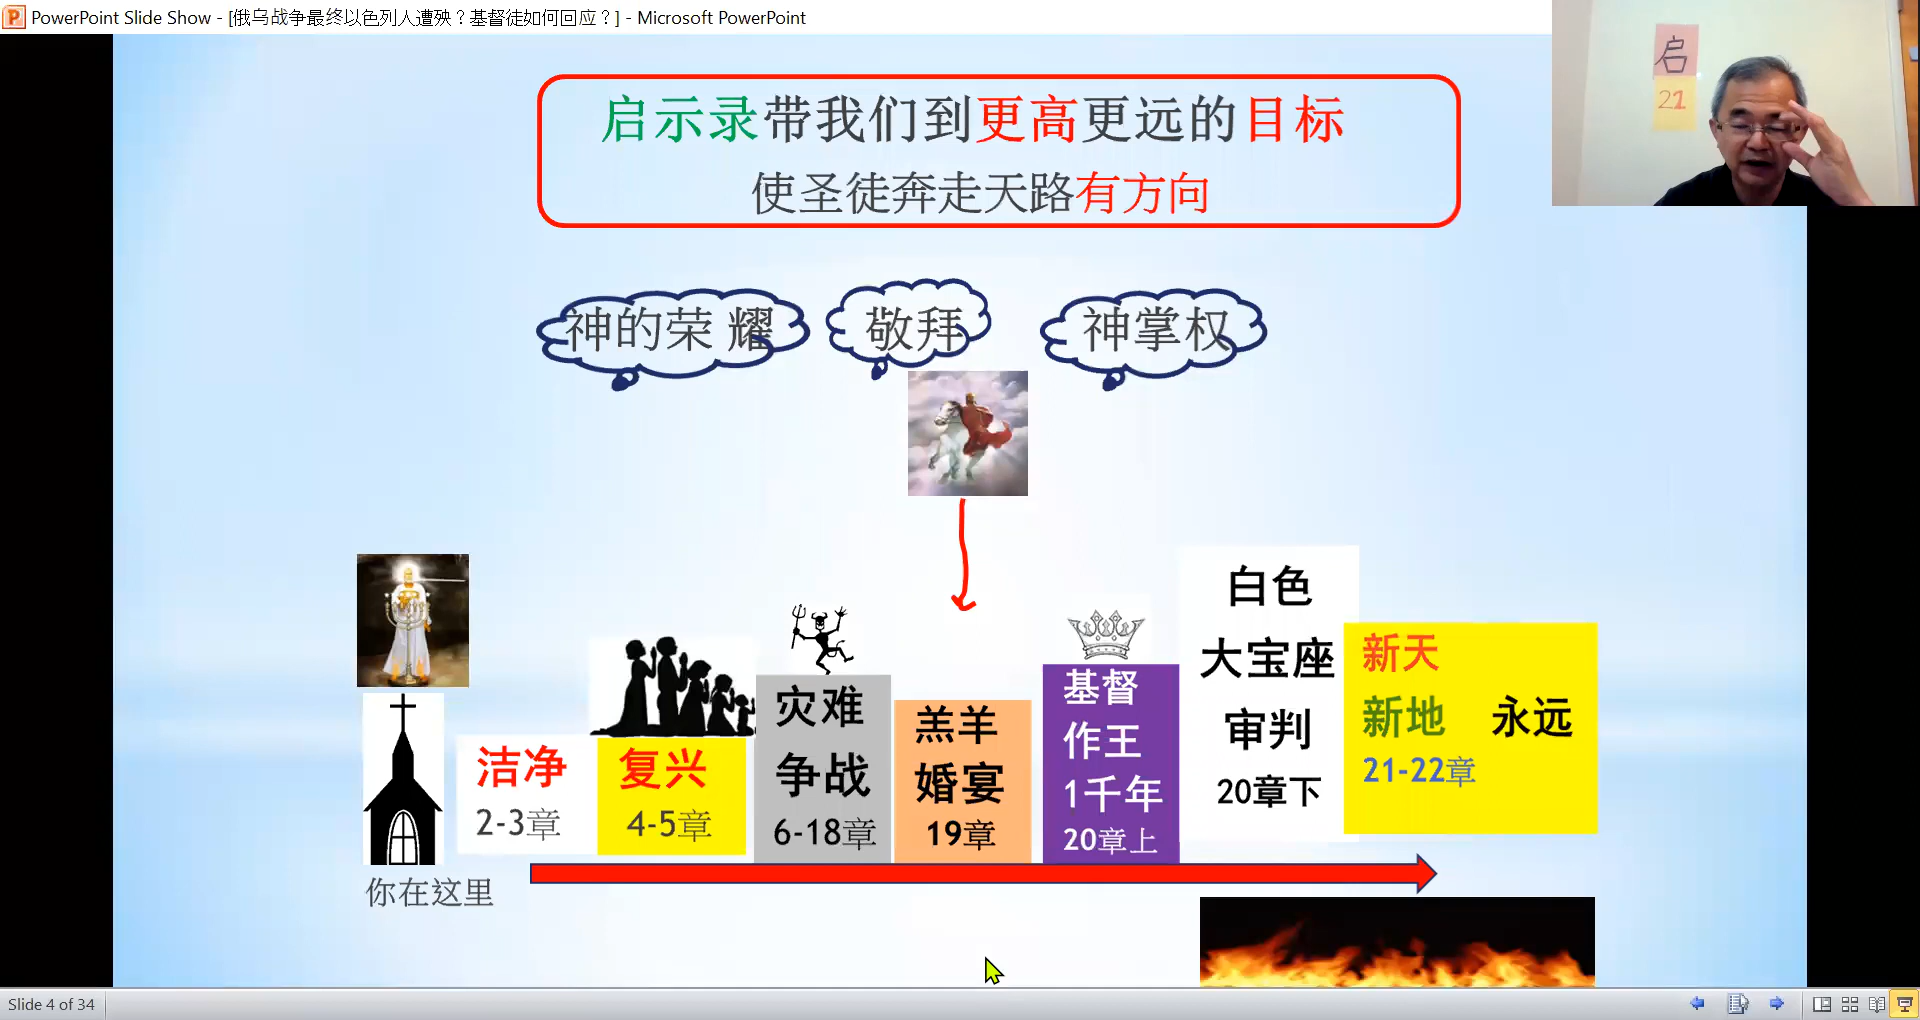 PowerPoint Slide Show - [俄乌战争最终以色列人遭殃？基督徒如何回应？] - Microsoft PowerPoint
启
21
启示录带我们到更高更远的目标
使圣徒奔走天路有方向
神的荣 耀
敬拜
神掌权
洁净
2-3章
复兴
4-5章
灾难
争战
6-18章
羔羊
婚宴
19章
基督
作王
1千年
20章上
白色
大宝座
审判
20章下
新天
新地 永远
21-22章
你在这里
Slide 4 of 34